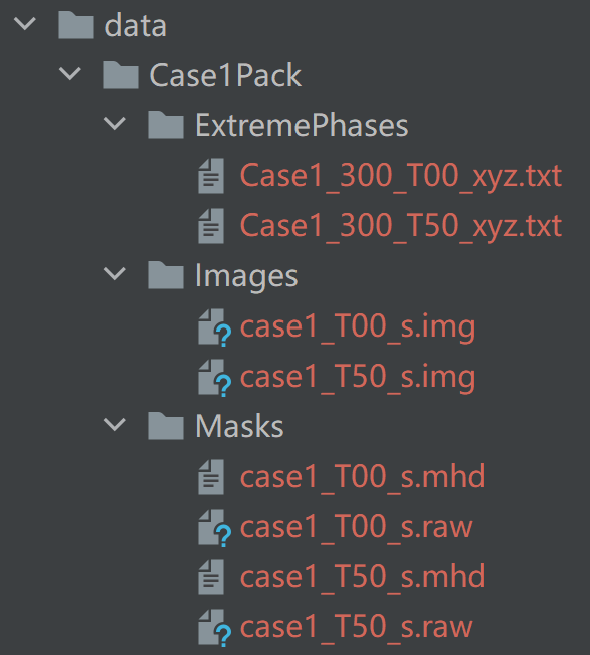 data
Case1Pack
ExtremePhases
Case1_300_T00_xyz.txt
Case1_300_T50_xyz.txt
Images
case1_T00_s.img
case1_T50_s.img
Masks
case1_T00_s.mhd
case1_T00_s.raw
case1_T50_s.mhd
case1_T50_s.raw